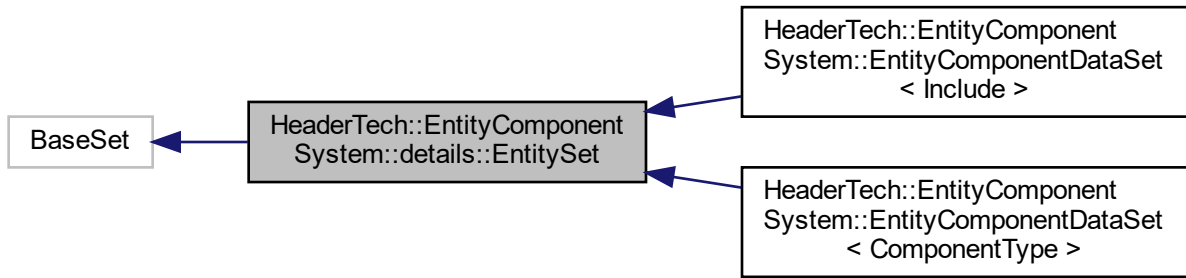 BaseSet
HeaderTech::EntityComponent
System::details::EntitySet
HeaderTech::EntityComponent
System::EntityComponentDataSet
< Include >
HeaderTech::EntityComponent
System::EntityComponentDataSet
< ComponentType >